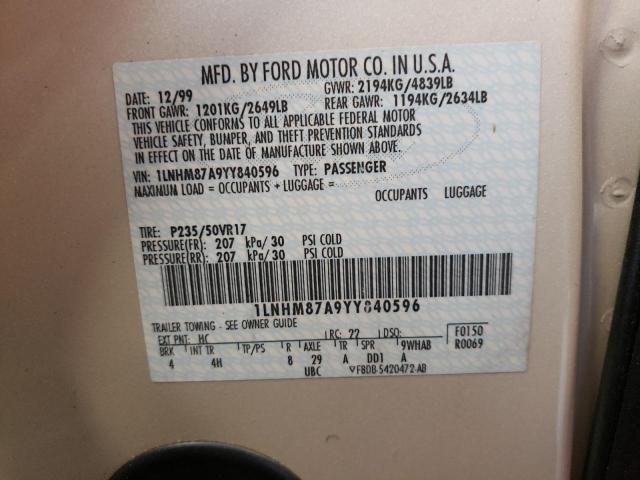 MFD. BY FORD MOTOR CO. IN U.S.A.
DATE: 12/99 GVWR: 2194KG/4839LB
FRONT GAWR: 1201KG/2649LB REAR GAWR: 1194KG/2634LB
THIS VEHICLE CONFORMS TO ALL APPLICABLE FEDERAL MOTOR
VEHICLE SAFETY, BUMPER, AND THEFT PREVENTION STANDARDS
IN EFFECT ON THE DATE OF MANUFACTURE SHOWN ABOVE.
VIN: 1LNHM87A9YY840596 TYPE: PASSENGER
MAXIMUM LOAD = OCCUPANTS + LUGGAGE = OCCUPANTS LUGGAGE
TIRE: P235/50VR17
PRESSURE(FR): 207 kPa/30 PSI COLD
PRESSURE(RR): 207 kPa/30 PSI COLD
1LNHM87A9YY840596
TRAILER TOWING - SEE OWNER GUIDE
EXT PNT: HC RC: 22 DSO: F0150
BRK INT TR TP/PS R AXLE TR SPR 9WHAB R0069
4 4H 8 29 A DD1 A
UBC F8DB-5420472-AB